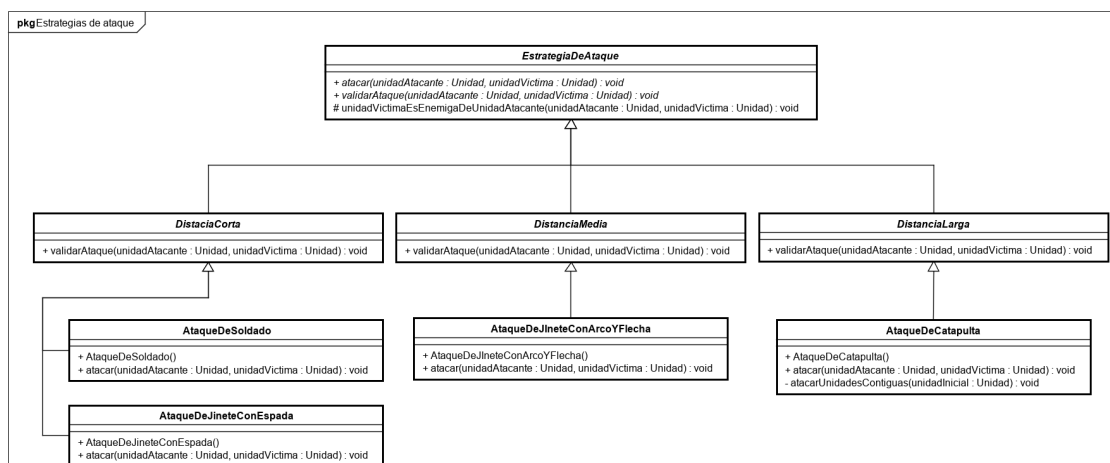 pkg Estrategias de ataque
EstrategiaDeAtaque
+ atacar(unidadAtacante : Unidad, unidadVictima : Unidad) : void
+ validarAtaque(unidadAtacante : Unidad, unidadVictima : Unidad) : void
# unidadVictimaEsEnemigaDeUnidadAtacante(unidadAtacante : Unidad, unidadVictima : Unidad) : void
DistaciaCorta
+ validarAtaque(unidadAtacante : Unidad, unidadVictima : Unidad) : void
DistanciaMedia
+ validarAtaque(unidadAtacante : Unidad, unidadVictima : Unidad) : void
DistanciaLarga
+ validarAtaque(unidadAtacante : Unidad, unidadVictima : Unidad) : void
AtaqueDeSoldado
+ AtaqueDeSoldado()
+ atacar(unidadAtacante : Unidad, unidadVictima : Unidad) : void
AtaqueDeJIneteConArcoYFlecha
+ AtaqueDeJIneteConArcoYFlecha()
+ atacar(unidadAtacante : Unidad, unidadVictima : Unidad) : void
AtaqueDeCatapulta
+ AtaqueDeCatapulta()
+ atacar(unidadAtacante : Unidad, unidadVictima : Unidad) : void
- atacarUnidadesContiguas(unidadInicial : Unidad) : void
AtaqueDeJineteConEspada
+ AtaqueDeJineteConEspada()
+ atacar(unidadAtacante : Unidad, unidadVictima : Unidad) : void